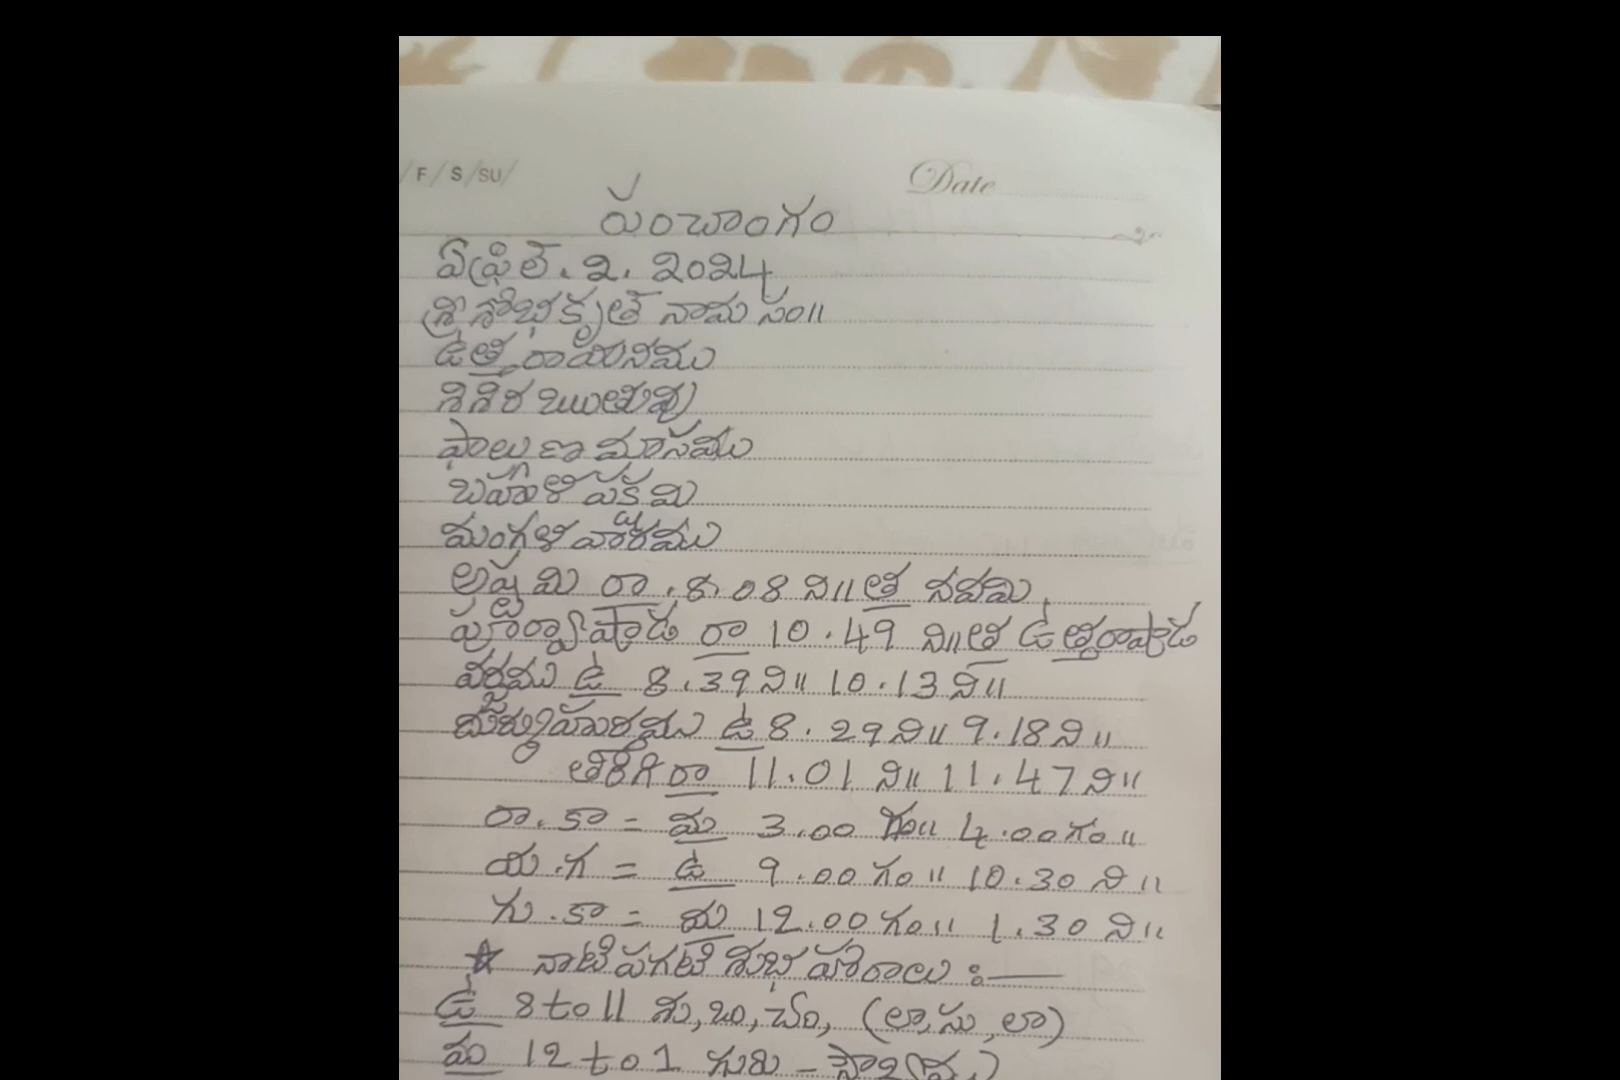 / F / S / SU /
Date
పంచాంగం
ఏప్రిల్. 2. 2024
శ్రీ శోభకృత్ నామ సం॥
ఉత్తరాయనము
శిశిర ఋతువు
ఫాల్గుణ మాసము
బహుళ పక్షమి
మంగళ వారము
అష్టమి రా. 8.08 ని॥ త నవమి,
పూర్వాషాడ రా 10.49 ని॥ త ఉత్తరాషాడ
వర్జ్యము ఉ 8.39 ని॥ 10.13 ని॥
దుర్ముహూర్తము ఉ 8.29 ని॥ 9.18 ని॥
తిరిగి రా 11.01 ని॥ 11.47 ని॥
రా.కా = మ 3.00 గం॥ 4.00 గం॥
య.గ = ఉ 9.00 గం॥ 10.30 ని॥
గు.కా = మ 12.00 గం॥ 1.30 ని॥
☆ నాటి పగటి శుభ హోరాలు :—
ఉ 8 to 11 శు, బు, చం, (లా, సు, లా)
మ 12 to 1 గురు -